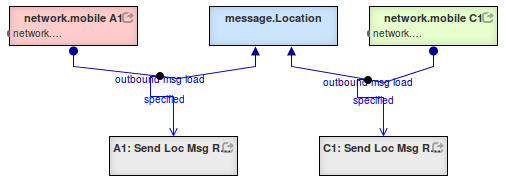 network.mobile A1
network.…
message.Location
network.mobile C1
network.…
outbound msg load
specified
outbound msg load
specified
A1: Send Loc Msg R…
C1: Send Loc Msg R…